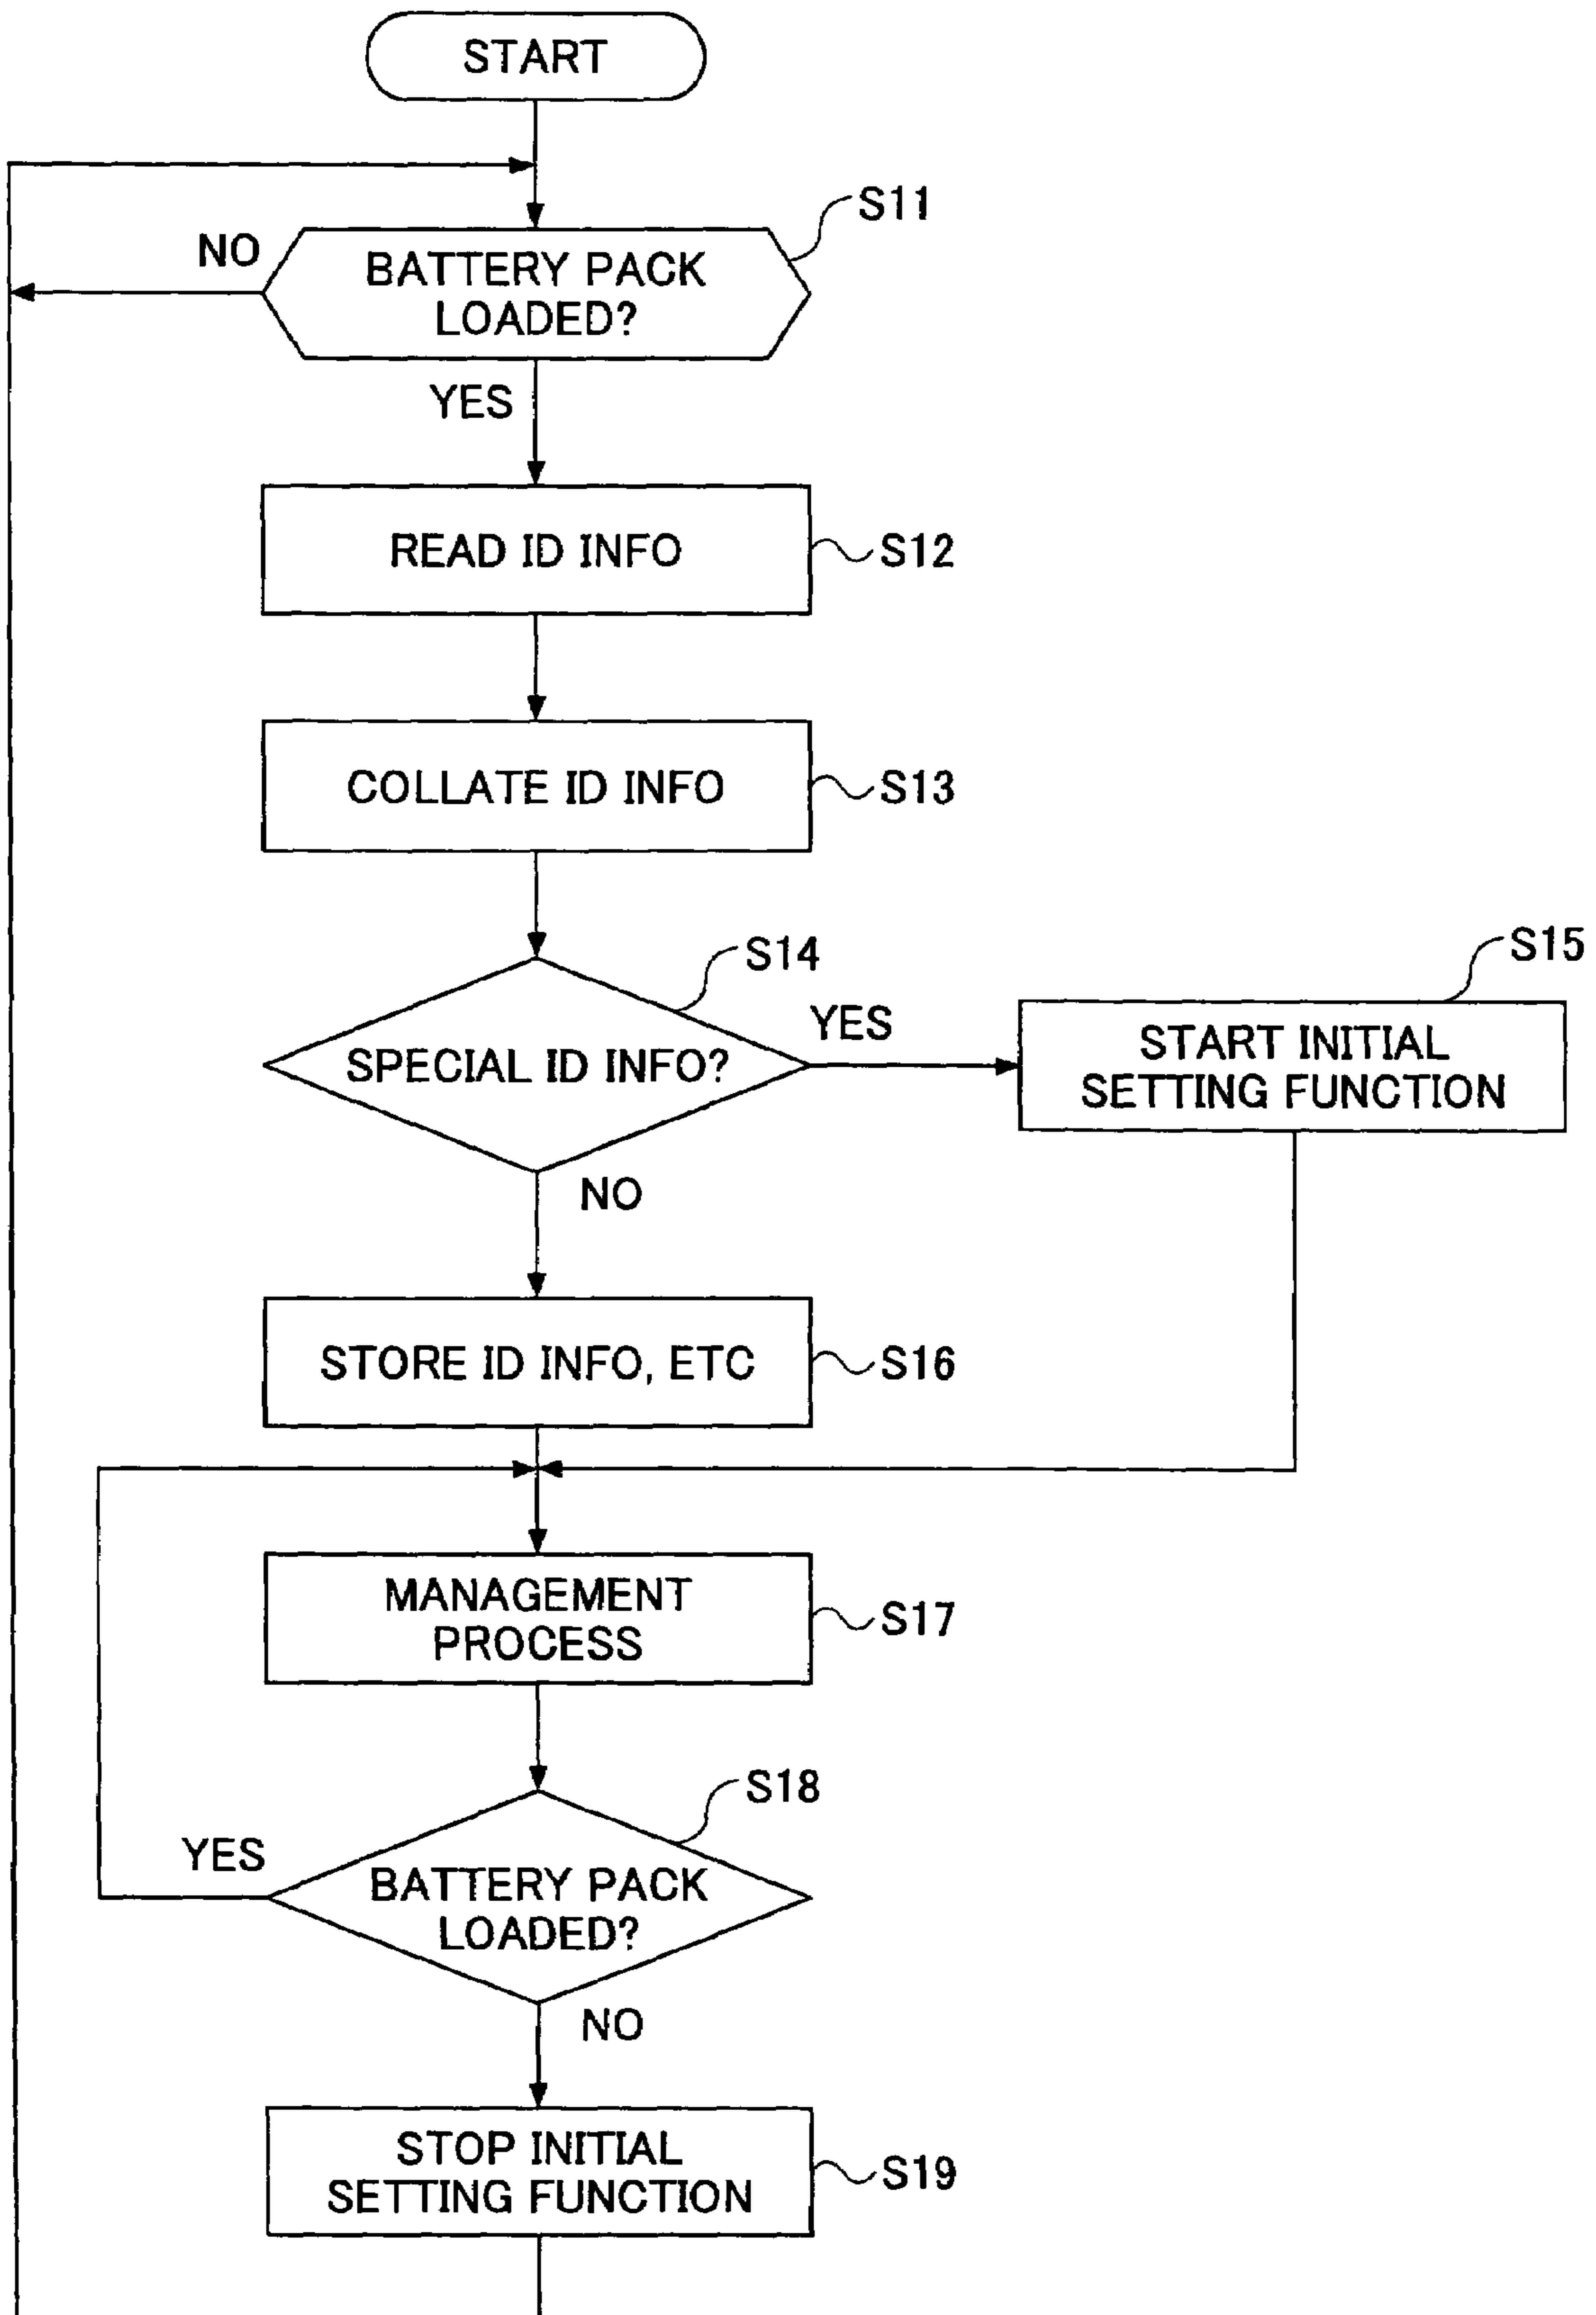 START
S11
NO
BATTERY PACK
LOADED?
YES
READ ID INFO
S12
COLLATE ID INFO
S13
S14
S15
SPECIAL ID INFO?
YES
START INITIAL
SETTING FUNCTION
NO
STORE ID INFO, ETC
S16
MANAGEMENT
PROCESS
S17
S18
YES
BATTERY PACK
LOADED?
NO
STOP INITIAL
SETTING FUNCTION
S19